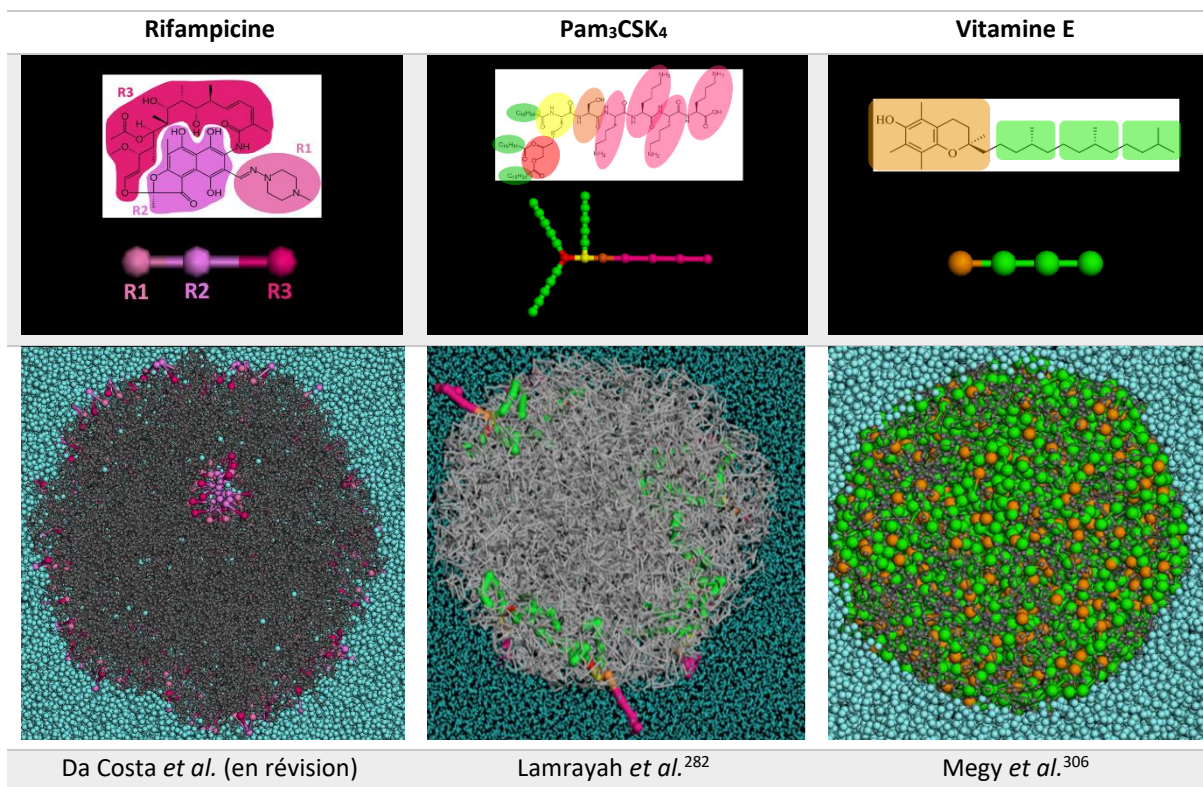 Rifampicine
Pam₃CSK₄
Vitamine E
R3
R1
R2
R1 R2 R3
HO
O
Da Costa et al. (en révision)
Lamrayah et al.²⁸²
Megy et al.³⁰⁶